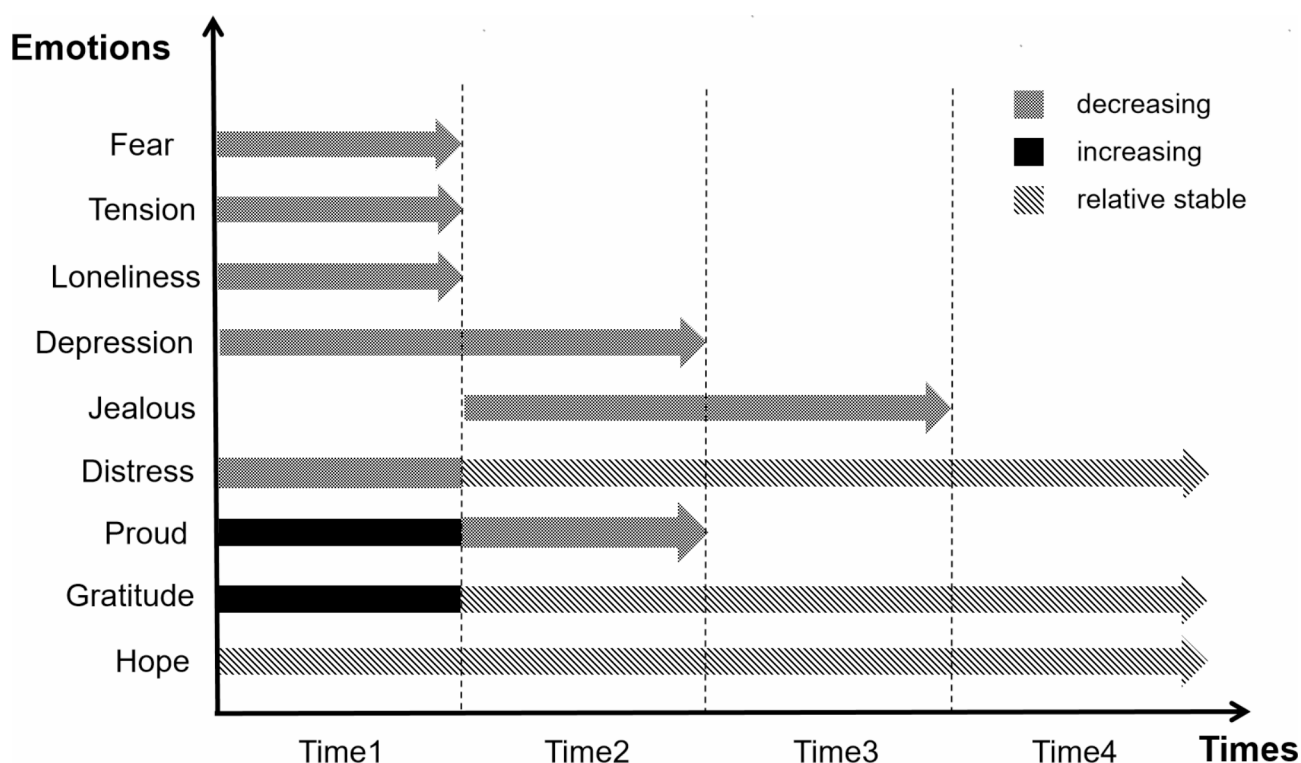 Emotions
decreasing
increasing
relative stable
Fear
Tension
Loneliness
Depression
Jealous
Distress
Proud
Gratitude
Hope
Time1
Time2
Time3
Time4
Times